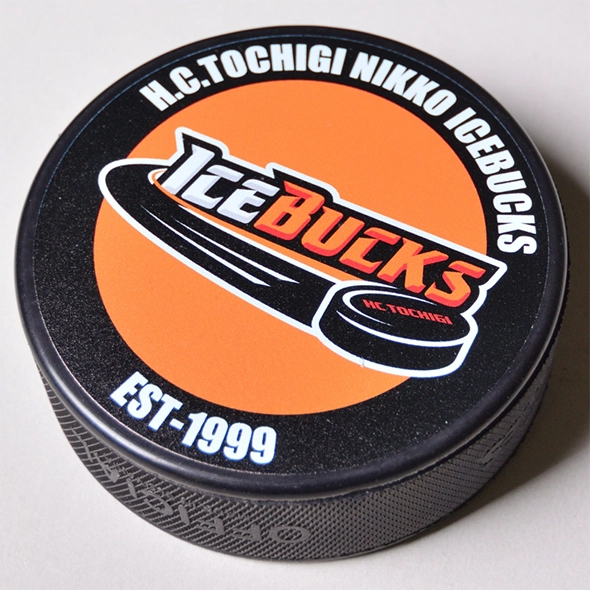 H.C.TOCHIGI NIKKO ICEBUCKS
ICEBUCKS
HC.TOCHIGI
EST-1999